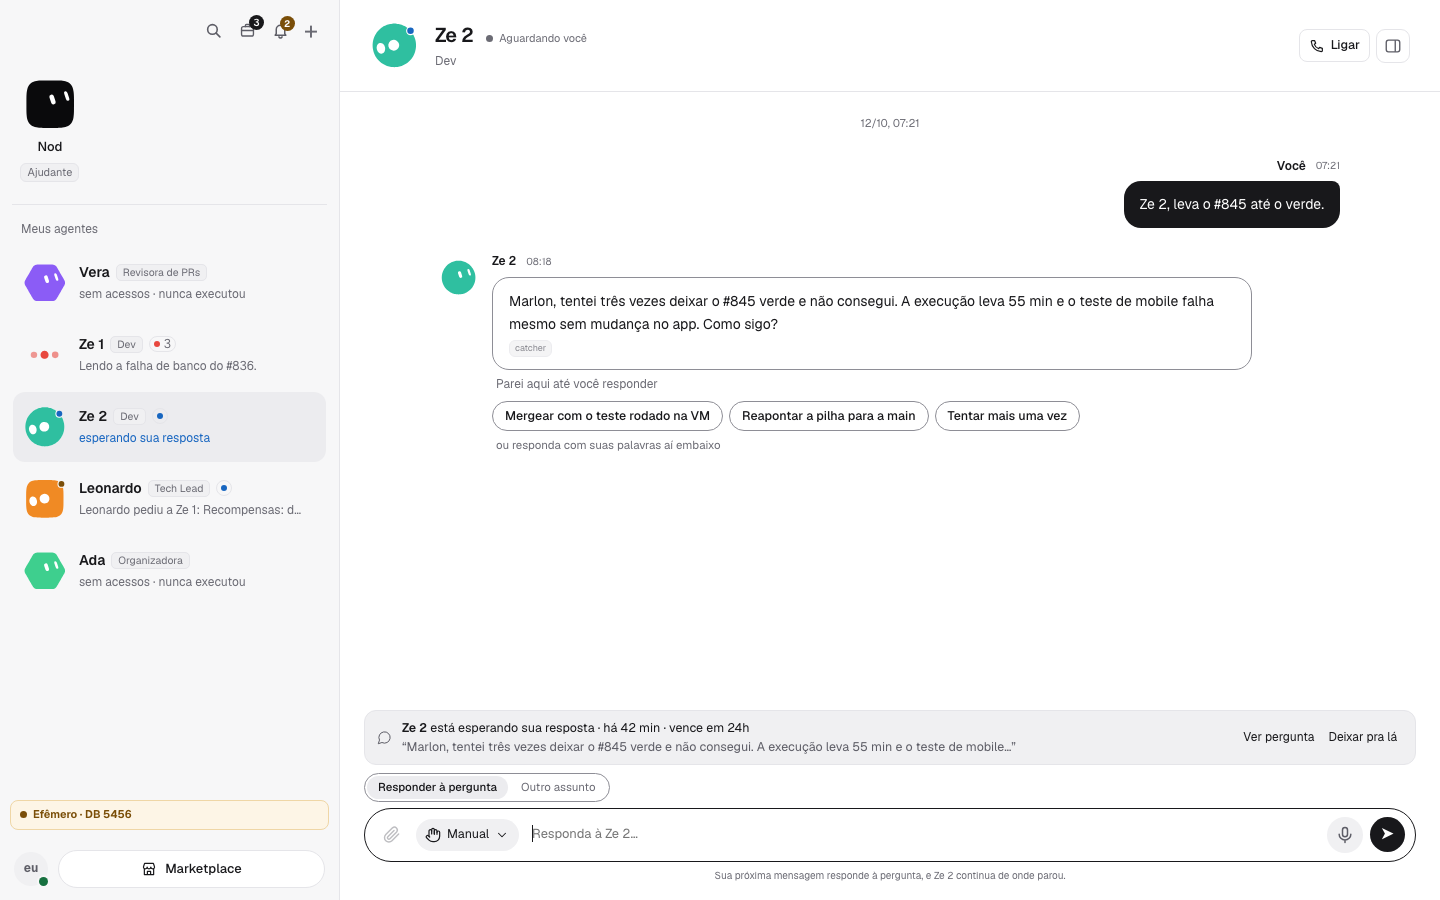 3
2
Nod
Ajudante
Meus agentes
Vera Revisora de PRs
sem acessos · nunca executou
Ze 1 Dev 3
Lendo a falha de banco do #836.
Ze 2 Dev
esperando sua resposta
Leonardo Tech Lead
Leonardo pediu a Ze 1: Recompensas: d...
Ada Organizadora
sem acessos · nunca executou
Efêmero · DB 5456
eu
Marketplace
Ze 2 Aguardando você
Dev
Ligar
12/10, 07:21
Você 07:21
Ze 2, leva o #845 até o verde.
Ze 2 08:18
Marlon, tentei três vezes deixar o #845 verde e não consegui. A execução leva 55 min e o teste de mobile falha
mesmo sem mudança no app. Como sigo?
catcher
Parei aqui até você responder
Mergear com o teste rodado na VM
Reapontar a pilha para a main
Tentar mais uma vez
ou responda com suas palavras aí embaixo
Ze 2 está esperando sua resposta · há 42 min · vence em 24h
“Marlon, tentei três vezes deixar o #845 verde e não consegui. A execução leva 55 min e o teste de mobile…”
Ver pergunta
Deixar pra lá
Responder à pergunta
Outro assunto
Manual
Responda à Ze 2...
Sua próxima mensagem responde à pergunta, e Ze 2 continua de onde parou.